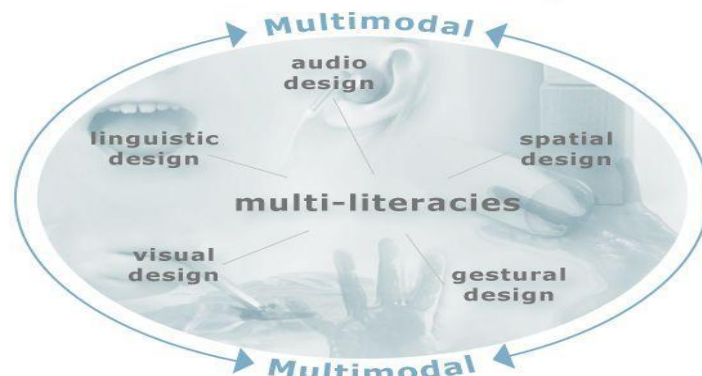 Multimodal
audio
design
linguistic
design
spatial
design
multi-literacies
visual
design
gestural
design
Multimodal